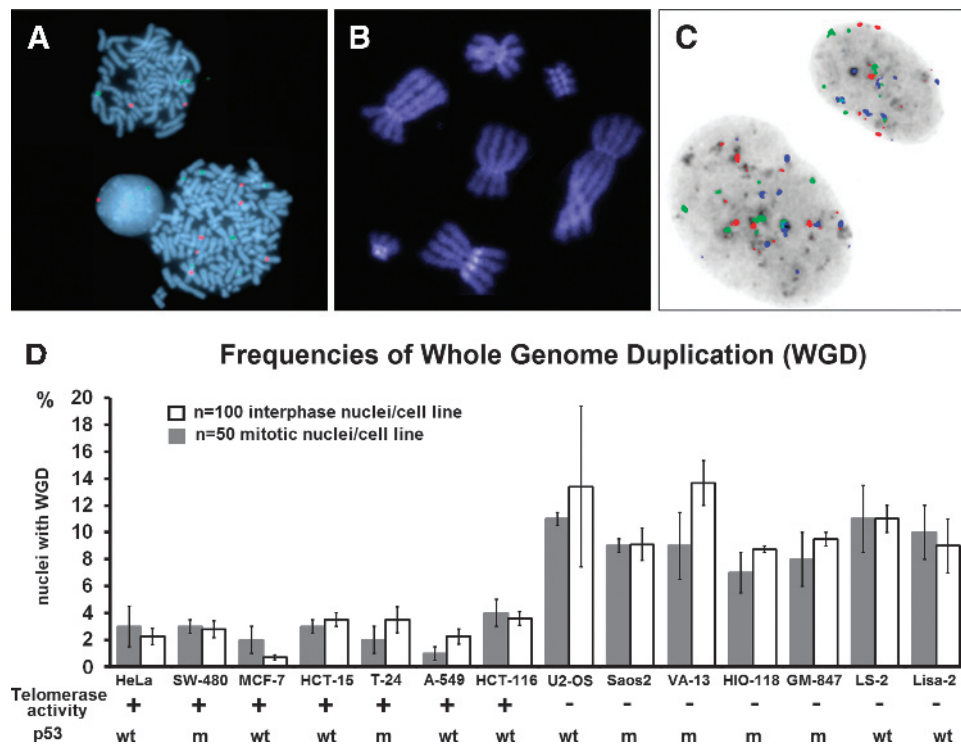 A
B
C
D
Frequencies of Whole Genome Duplication (WGD)
%
20
18
16
14
12
10
8
6
4
2
0
nuclei with WGD
n=100 interphase nuclei/cell line
n=50 mitotic nuclei/cell line
HeLa SW-480 MCF-7 HCT-15 T-24 A-549 HCT-116 U2-OS Saos2 VA-13 HIO-118 GM-847 LS-2 Lisa-2
Telomerase
activity + + + + + + + - - - - - - -
p53 wt m wt wt m wt wt wt m m m m wt wt